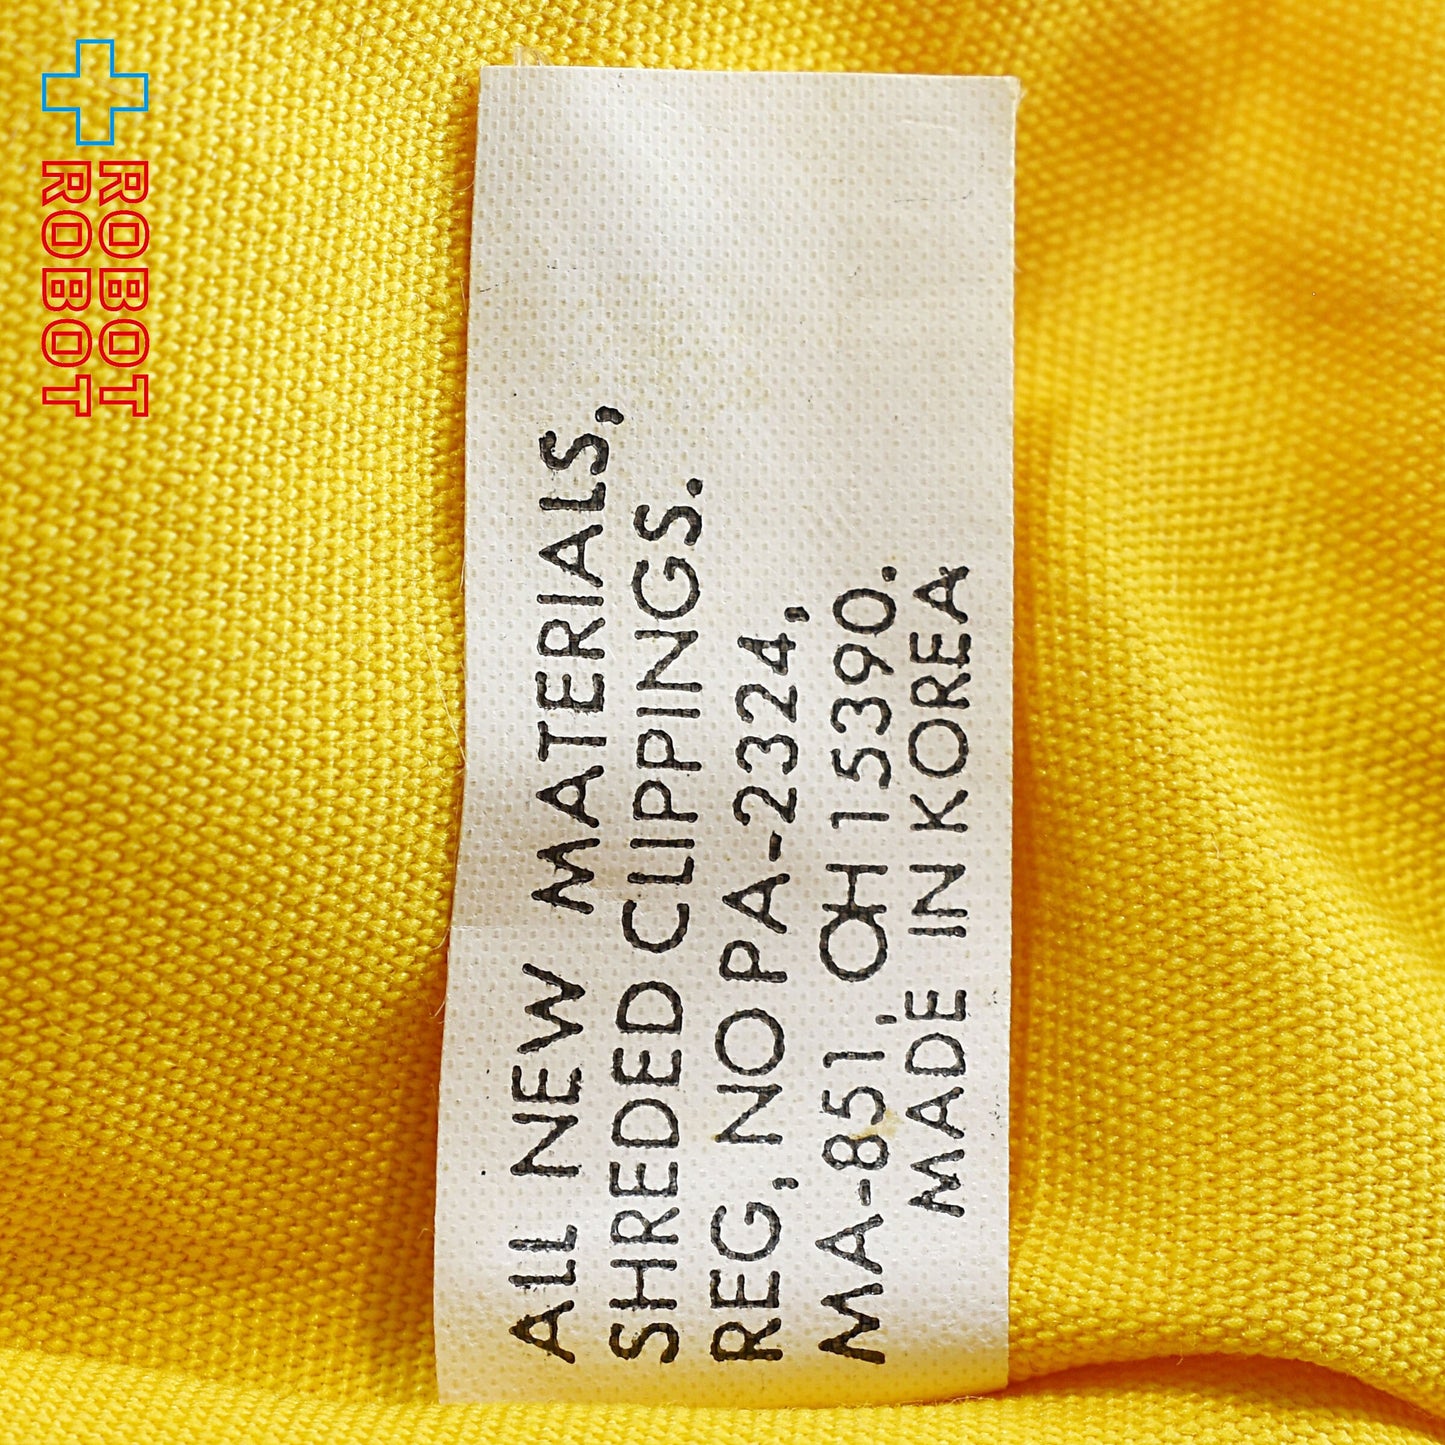 ROBOT
ROBOT
ALL NEW MATERIALS,
SHREDED CLIPPINGS.
REG, NO PA-2324,
MA-851, OH 15390.
MADE IN KOREA